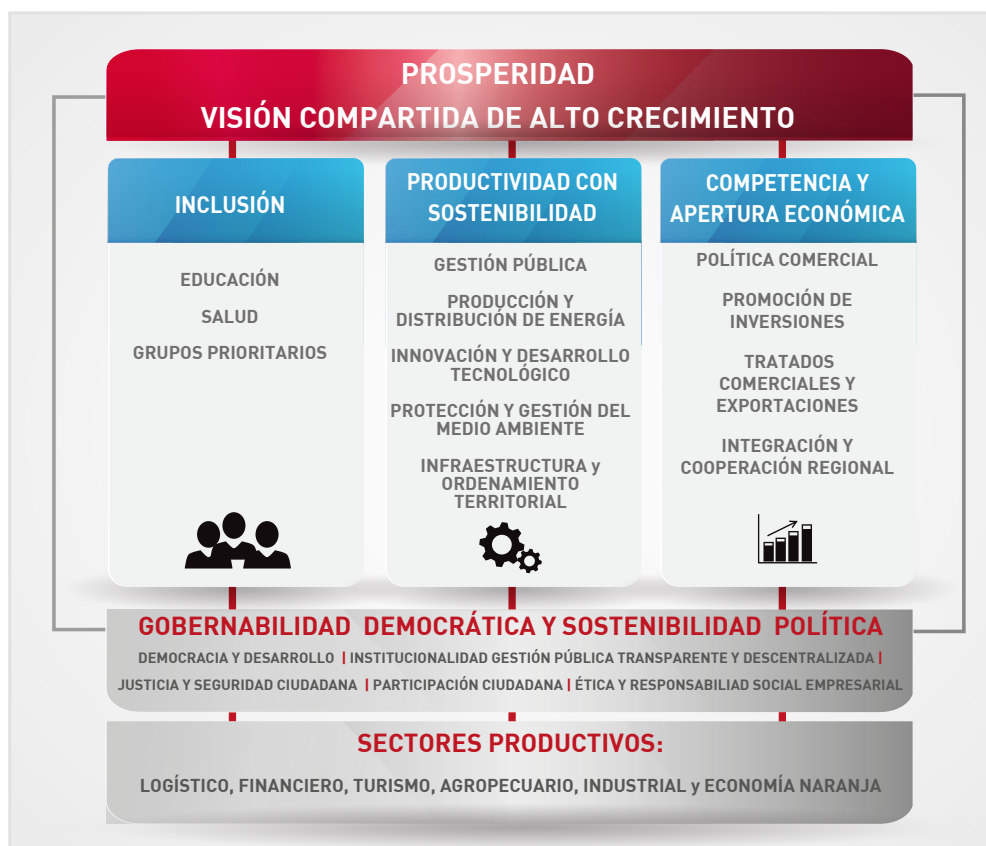 PROSPERIDAD
VISIÓN COMPARTIDA DE ALTO CRECIMIENTO
INCLUSIÓN
EDUCACIÓN
SALUD
GRUPOS PRIORITARIOS
PRODUCTIVIDAD CON
SOSTENIBILIDAD
GESTIÓN PÚBLICA
PRODUCCIÓN Y
DISTRIBUCIÓN DE ENERGÍA
INNOVACIÓN Y DESARROLLO
TECNOLÓGICO
PROTECCIÓN Y GESTIÓN DEL
MEDIO AMBIENTE
INFRAESTRUCTURA y
ORDENAMIENTO
TERRITORIAL
COMPETENCIA Y
APERTURA ECONÓMICA
POLÍTICA COMERCIAL
PROMOCIÓN DE
INVERSIONES
TRATADOS
COMERCIALES Y
EXPORTACIONES
INTEGRACIÓN Y
COOPERACIÓN REGIONAL
GOBERNABILIDAD DEMOCRÁTICA Y SOSTENIBILIDAD POLÍTICA
DEMOCRACIA Y DESARROLLO | INSTITUCIONALIDAD GESTIÓN PÚBLICA TRANSPARENTE Y DESCENTRALIZADA |
JUSTICIA Y SEGURIDAD CIUDADANA | PARTICIPACIÓN CIUDADANA | ÉTICA Y RESPONSABILIAD SOCIAL EMPRESARIAL
SECTORES PRODUCTIVOS:
LOGÍSTICO, FINANCIERO, TURISMO, AGROPECUARIO, INDUSTRIAL y ECONOMÍA NARANJA